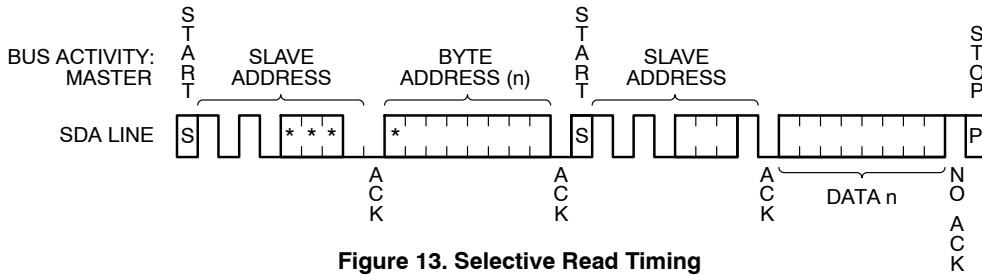 START
START
STOP
BUS ACTIVITY:
MASTER
SLAVE
ADDRESS
BYTE
ADDRESS (n)
SLAVE
ADDRESS
SDA LINE
S
* * *
*
S
P
ACK
ACK
ACK
DATA n
NO ACK
Figure 13. Selective Read Timing